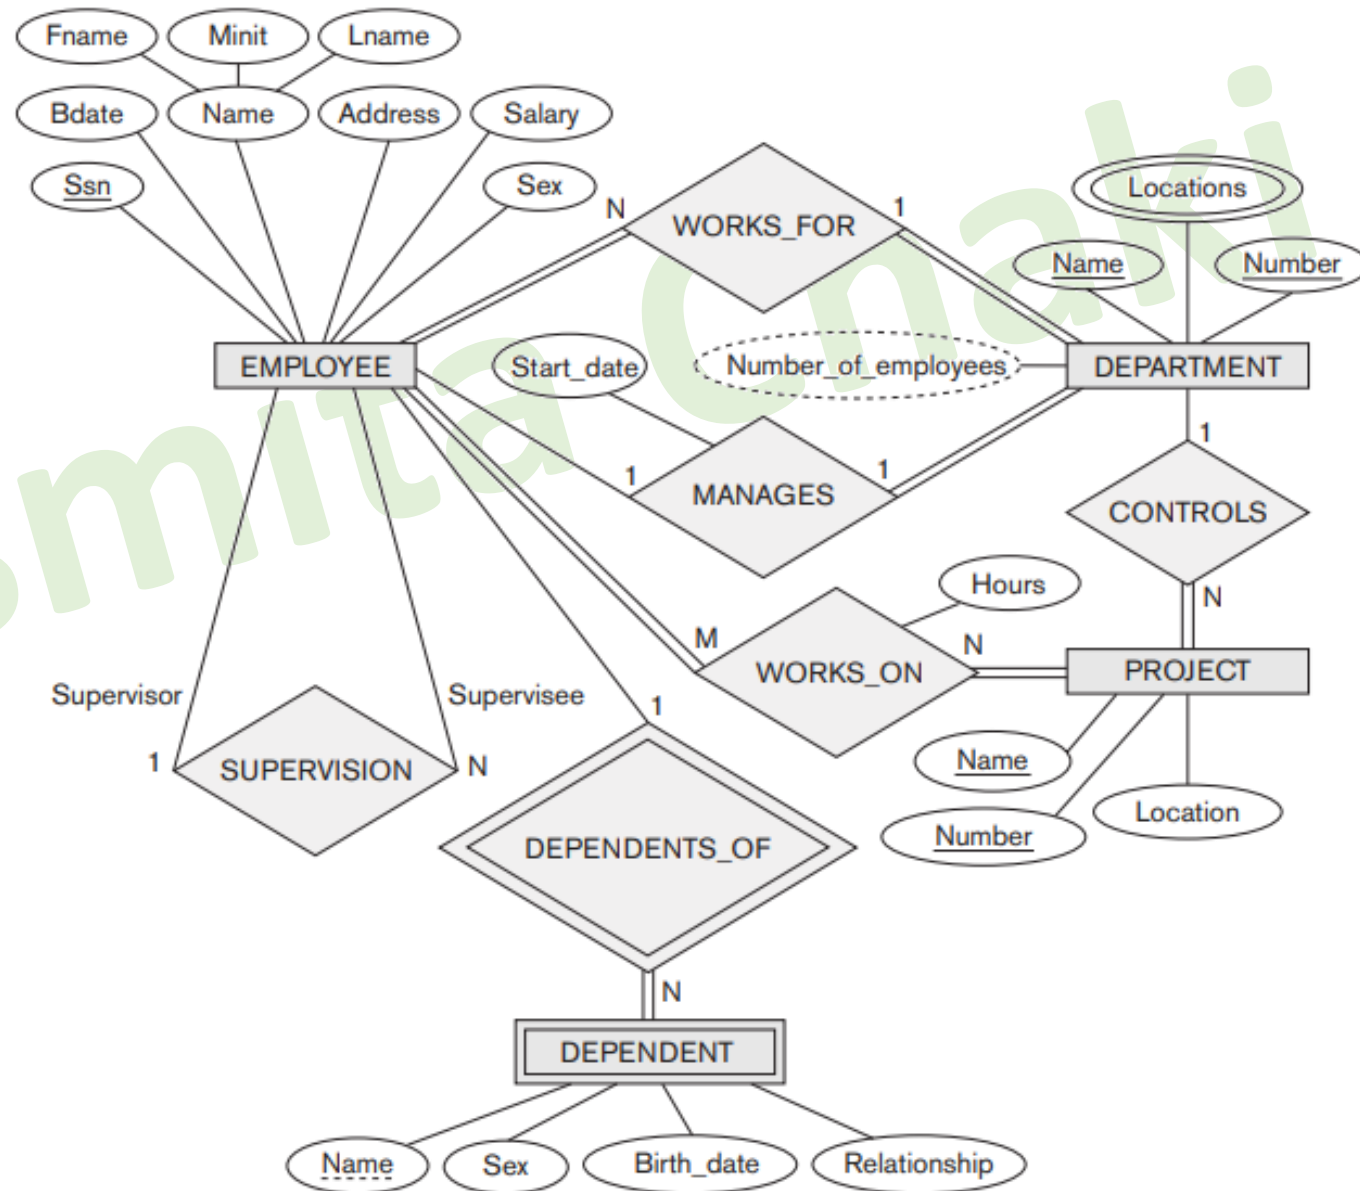 Fname
Minit
Lname
Bdate
Name
Address
Salary
Ssn
Sex
WORKS_FOR
N
1
Locations
Name
Number
EMPLOYEE
Start_date
Number_of_employees
DEPARTMENT
1
MANAGES
1
1
CONTROLS
N
Hours
M
WORKS_ON
N
PROJECT
Supervisor
Supervisee
1
SUPERVISION
N
1
Name
Number
Location
DEPENDENTS_OF
N
DEPENDENT
Name
Sex
Birth_date
Relationship